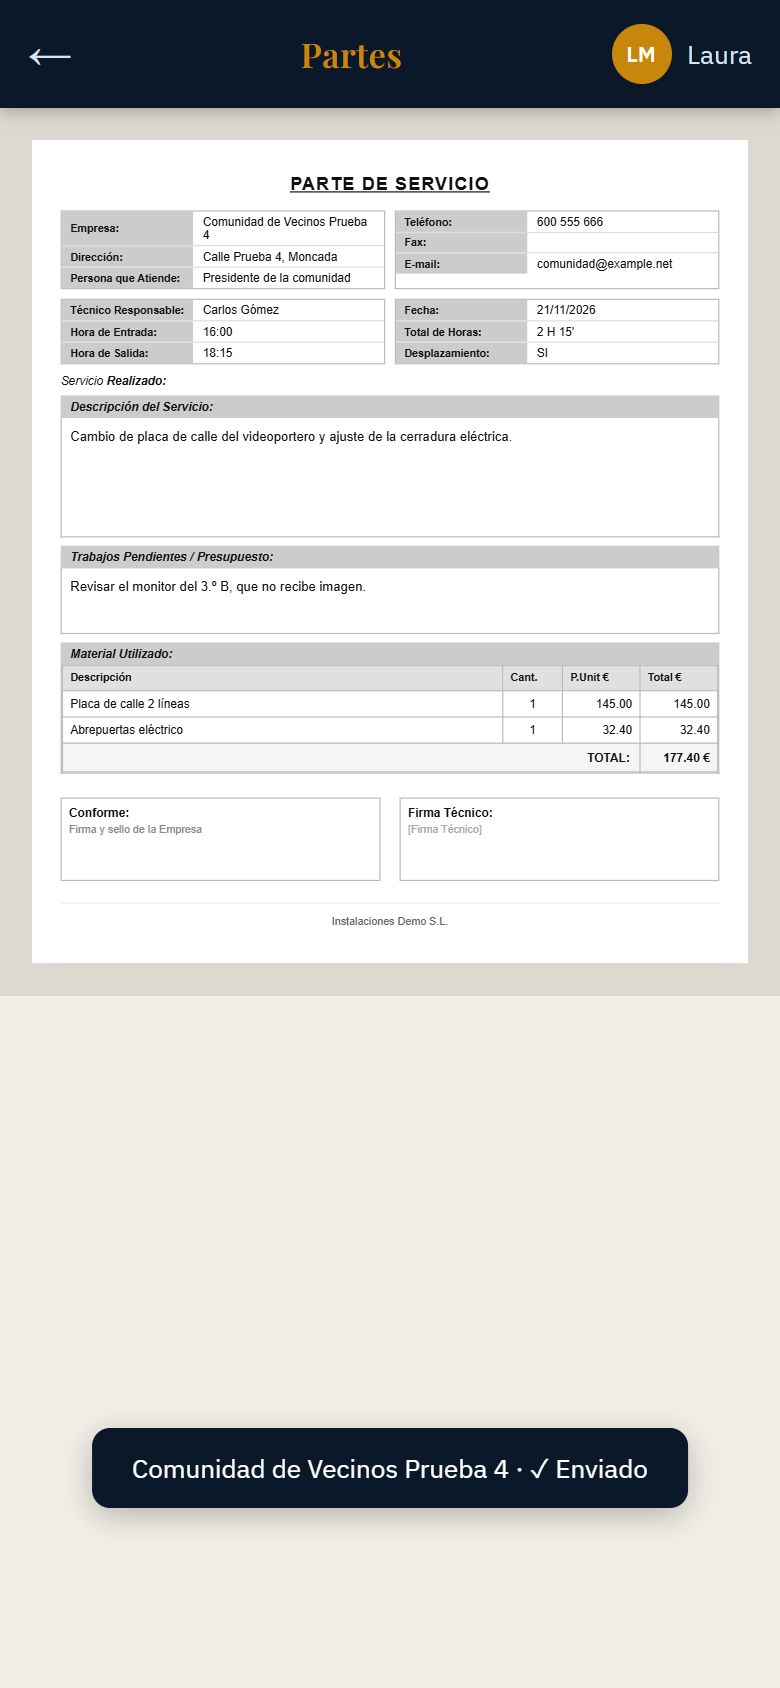 ←
Partes
LM
Laura
PARTE DE SERVICIO
Empresa: Comunidad de Vecinos Prueba
4
Dirección: Calle Prueba 4, Moncada
Persona que Atiende: Presidente de la comunidad
Teléfono: 600 555 666
Fax:
E-mail: comunidad@example.net
Técnico Responsable: Carlos Gómez
Hora de Entrada: 16:00
Hora de Salida: 18:15
Fecha: 21/11/2026
Total de Horas: 2 H 15'
Desplazamiento: SI
Servicio Realizado:
Descripción del Servicio:
Cambio de placa de calle del videoportero y ajuste de la cerradura eléctrica.
Trabajos Pendientes / Presupuesto:
Revisar el monitor del 3.º B, que no recibe imagen.
Material Utilizado:
Descripción Cant. P.Unit € Total €
Placa de calle 2 líneas 1 145.00 145.00
Abrepuertas eléctrico 1 32.40 32.40
TOTAL: 177.40 €
Conforme:
Firma y sello de la Empresa
Firma Técnico:
[Firma Técnico]
Instalaciones Demo S.L.
Comunidad de Vecinos Prueba 4 · ✓ Enviado